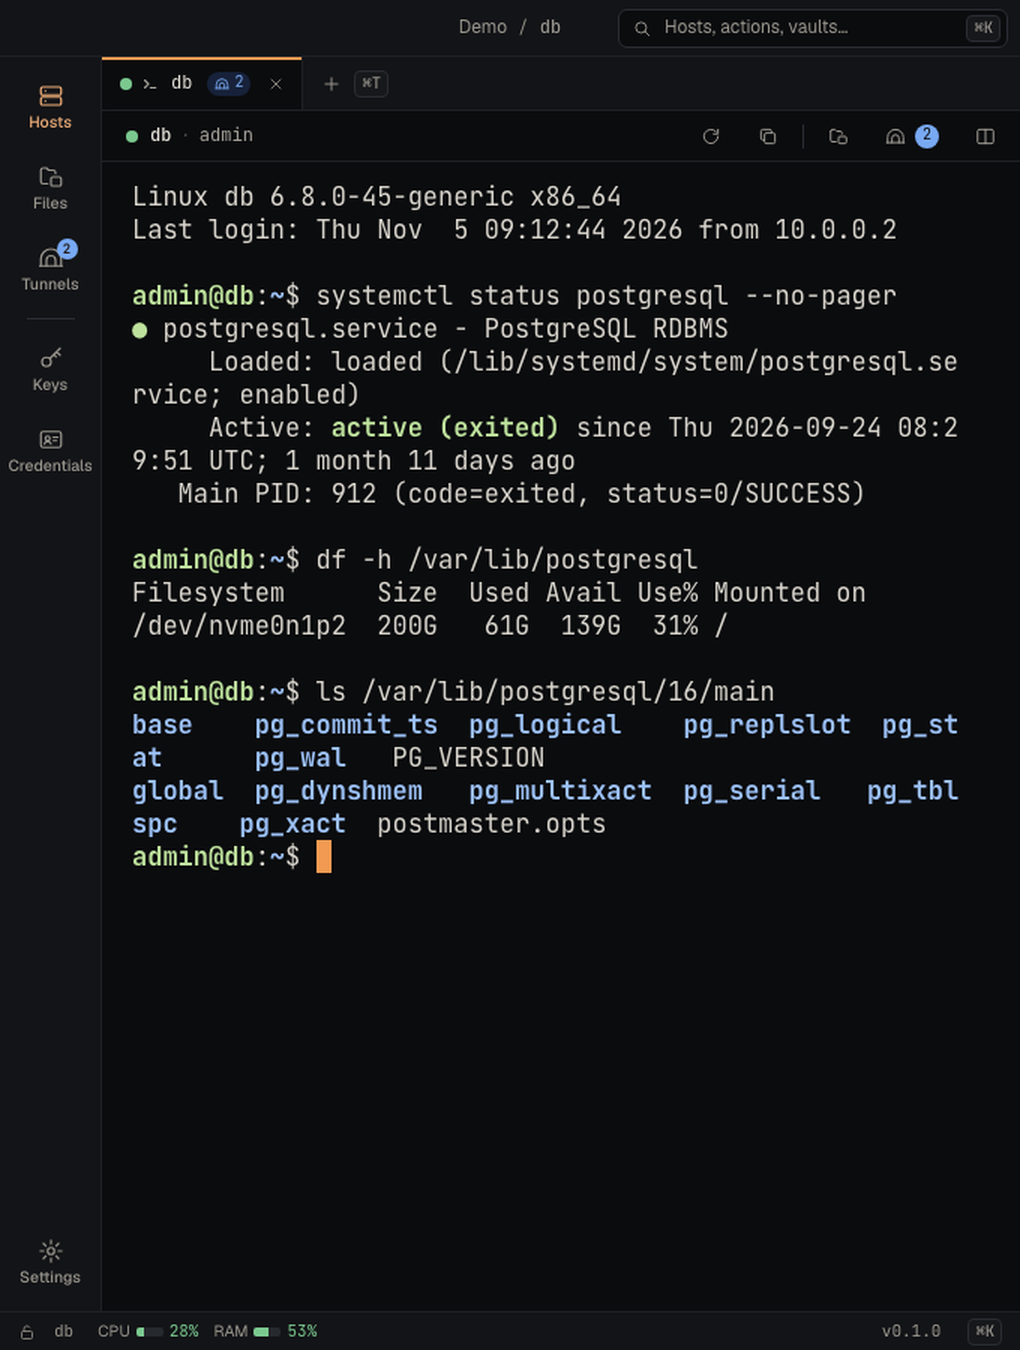 Demo / db
Hosts, actions, vaults...
⌘K
db 2
⌘T
Hosts
db · admin
2
Files
2
Tunnels
Keys
Credentials
Linux db 6.8.0-45-generic x86_64
Last login: Thu Nov  5 09:12:44 2026 from 10.0.0.2
admin@db:~$ systemctl status postgresql --no-pager
● postgresql.service - PostgreSQL RDBMS
     Loaded: loaded (/lib/systemd/system/postgresql.se
rvice; enabled)
     Active: active (exited) since Thu 2026-09-24 08:2
9:51 UTC; 1 month 11 days ago
   Main PID: 912 (code=exited, status=0/SUCCESS)
admin@db:~$ df -h /var/lib/postgresql
Filesystem      Size  Used Avail Use% Mounted on
/dev/nvme0n1p2  200G   61G  139G  31% /
admin@db:~$ ls /var/lib/postgresql/16/main
base    pg_commit_ts  pg_logical    pg_replslot  pg_st
at      pg_wal   PG_VERSION
global  pg_dynshmem   pg_multixact  pg_serial   pg_tbl
spc    pg_xact  postmaster.opts
admin@db:~$
Settings
db CPU 28% RAM 53%
v0.1.0 ⌘K